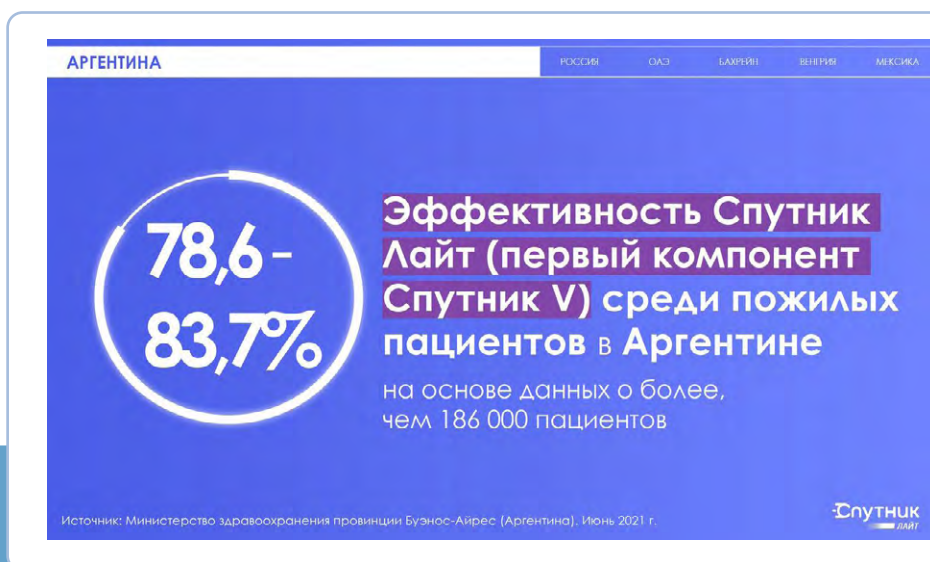 АРГЕНТИНА
РОССИЯ ОАЭ БАХРЕЙН ВЕНГРИЯ МЕКСИКА
78,6-
83,7%
Эффективность Спутник
Лайт (первый компонент
Спутник V) среди пожилых
пациентов в Аргентине
на основе данных о более,
чем 186 000 пациентов
Источник: Министерство здравоохранения провинции Буэнос-Айрес (Аргентина), Июнь 2021 г.
Спутник
ЛАЙТ